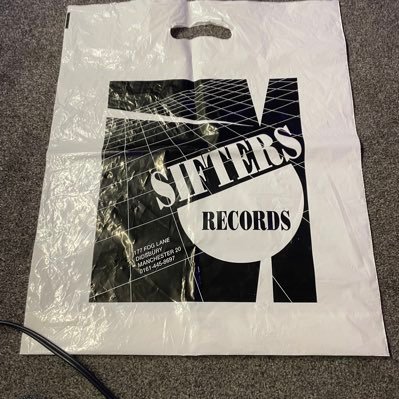 SIFTERS
RECORDS
177 FOG LANE
DIDSBURY
MANCHESTER 20
0161-445-8697